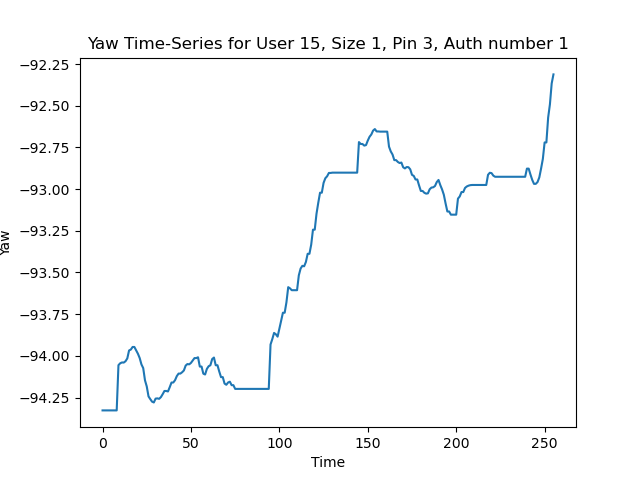 Yaw Time-Series for User 15, Size 1, Pin 3, Auth number 1
−92.25
−92.50
−92.75
−93.00
−93.25
−93.50
−93.75
−94.00
−94.25
Yaw
0 50 100 150 200 250
Time